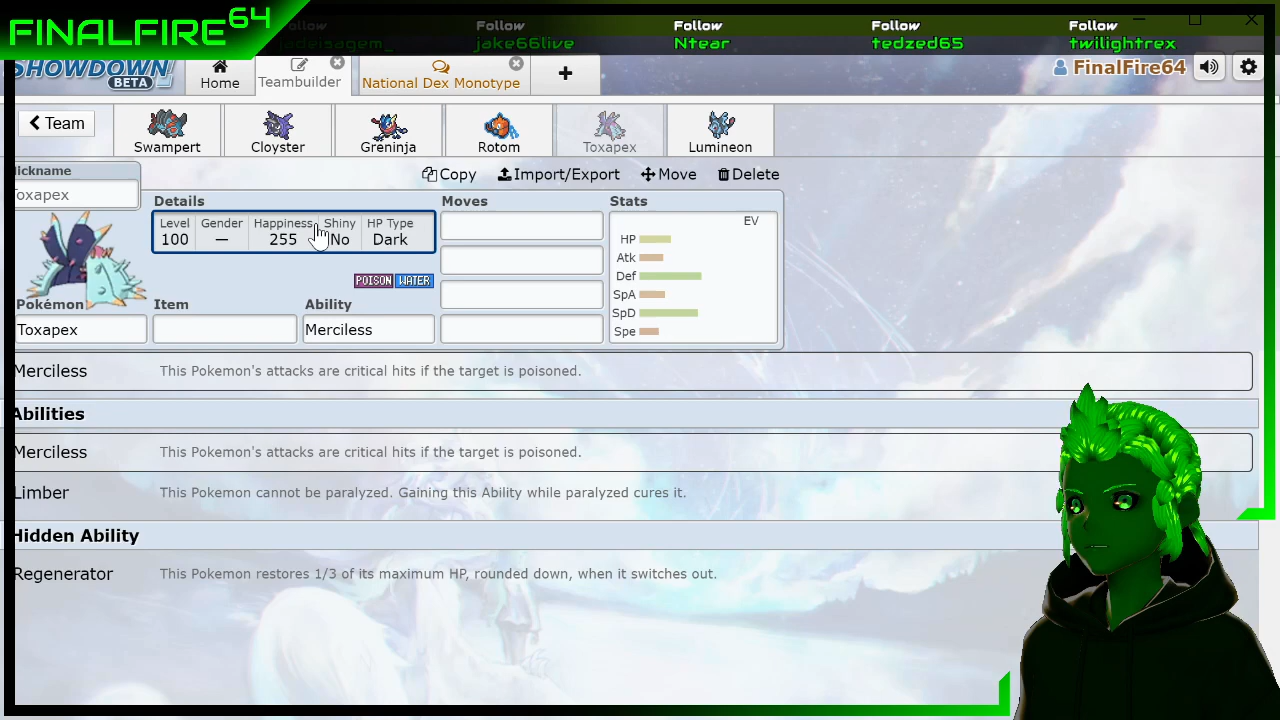 FINALFIRE64
Follow
Follow
jake66live
Follow
Ntear
Follow
tedzed65
Follow
twilightrex
SHOWDOWN
BETA
Home
Teambuilder
National Dex Monotype
+
FinalFire64
Team
Swampert
Cloyster
Greninja
Rotom
Toxapex
Lumineon
Nickname
Toxapex
Copy
Import/Export
Move
Delete
Details
Moves
Stats
Level Gender Happiness Shiny HP Type
100 — 255 No Dark
EV
HP
Atk
Def
SpA
SpD
Spe
POISON WATER
Pokémon Item Ability
Toxapex Merciless
Merciless This Pokemon's attacks are critical hits if the target is poisoned.
Abilities
Merciless This Pokemon's attacks are critical hits if the target is poisoned.
Limber This Pokemon cannot be paralyzed. Gaining this Ability while paralyzed cures it.
Hidden Ability
Regenerator This Pokemon restores 1/3 of its maximum HP, rounded down, when it switches out.